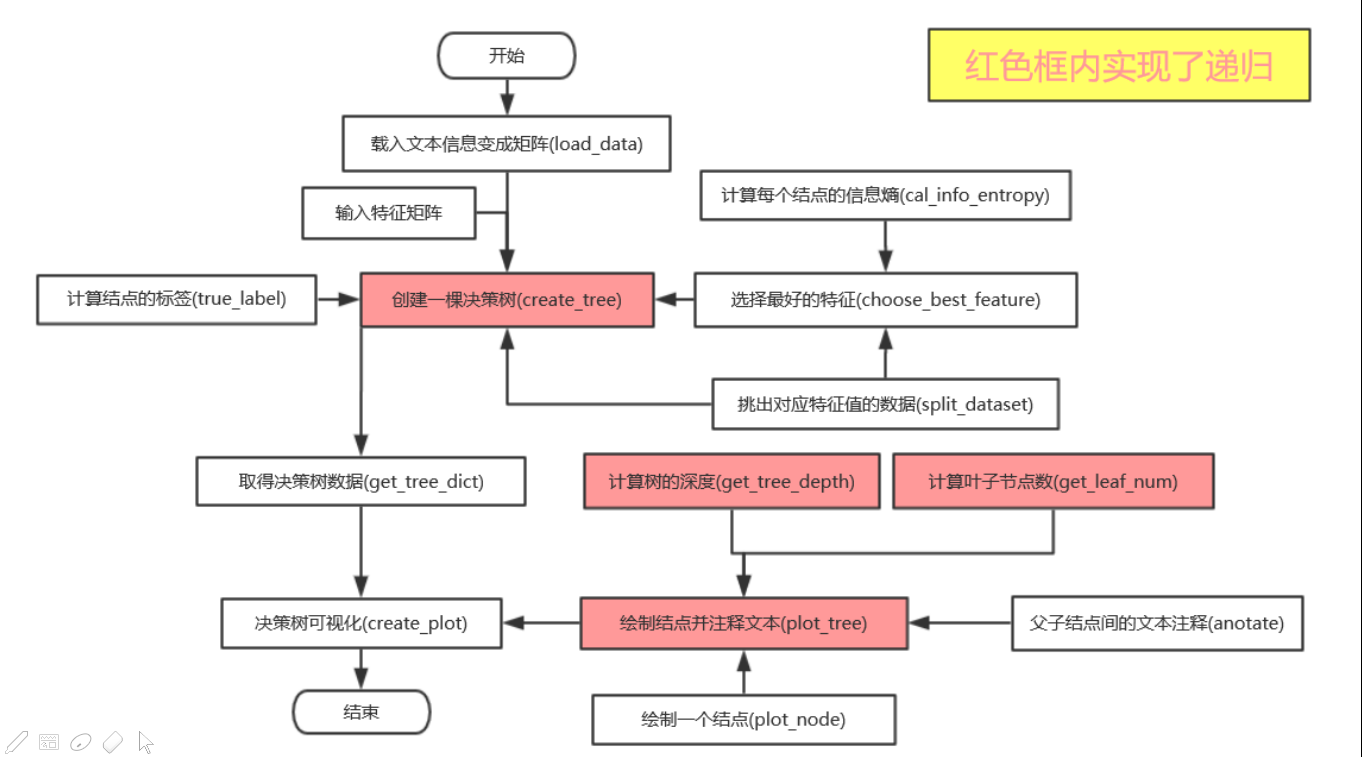 开始
红色框内实现了递归
载入文本信息变成矩阵(load_data)
输入特征矩阵
计算每个结点的信息熵(cal_info_entropy)
计算结点的标签(true_label)
创建一棵决策树(create_tree)
选择最好的特征(choose_best_feature)
挑出对应特征值的数据(split_dataset)
取得决策树数据(get_tree_dict)
计算树的深度(get_tree_depth)
计算叶子节点数(get_leaf_num)
决策树可视化(create_plot)
绘制结点并注释文本(plot_tree)
父子结点间的文本注释(anotate)
结束
绘制一个结点(plot_node)